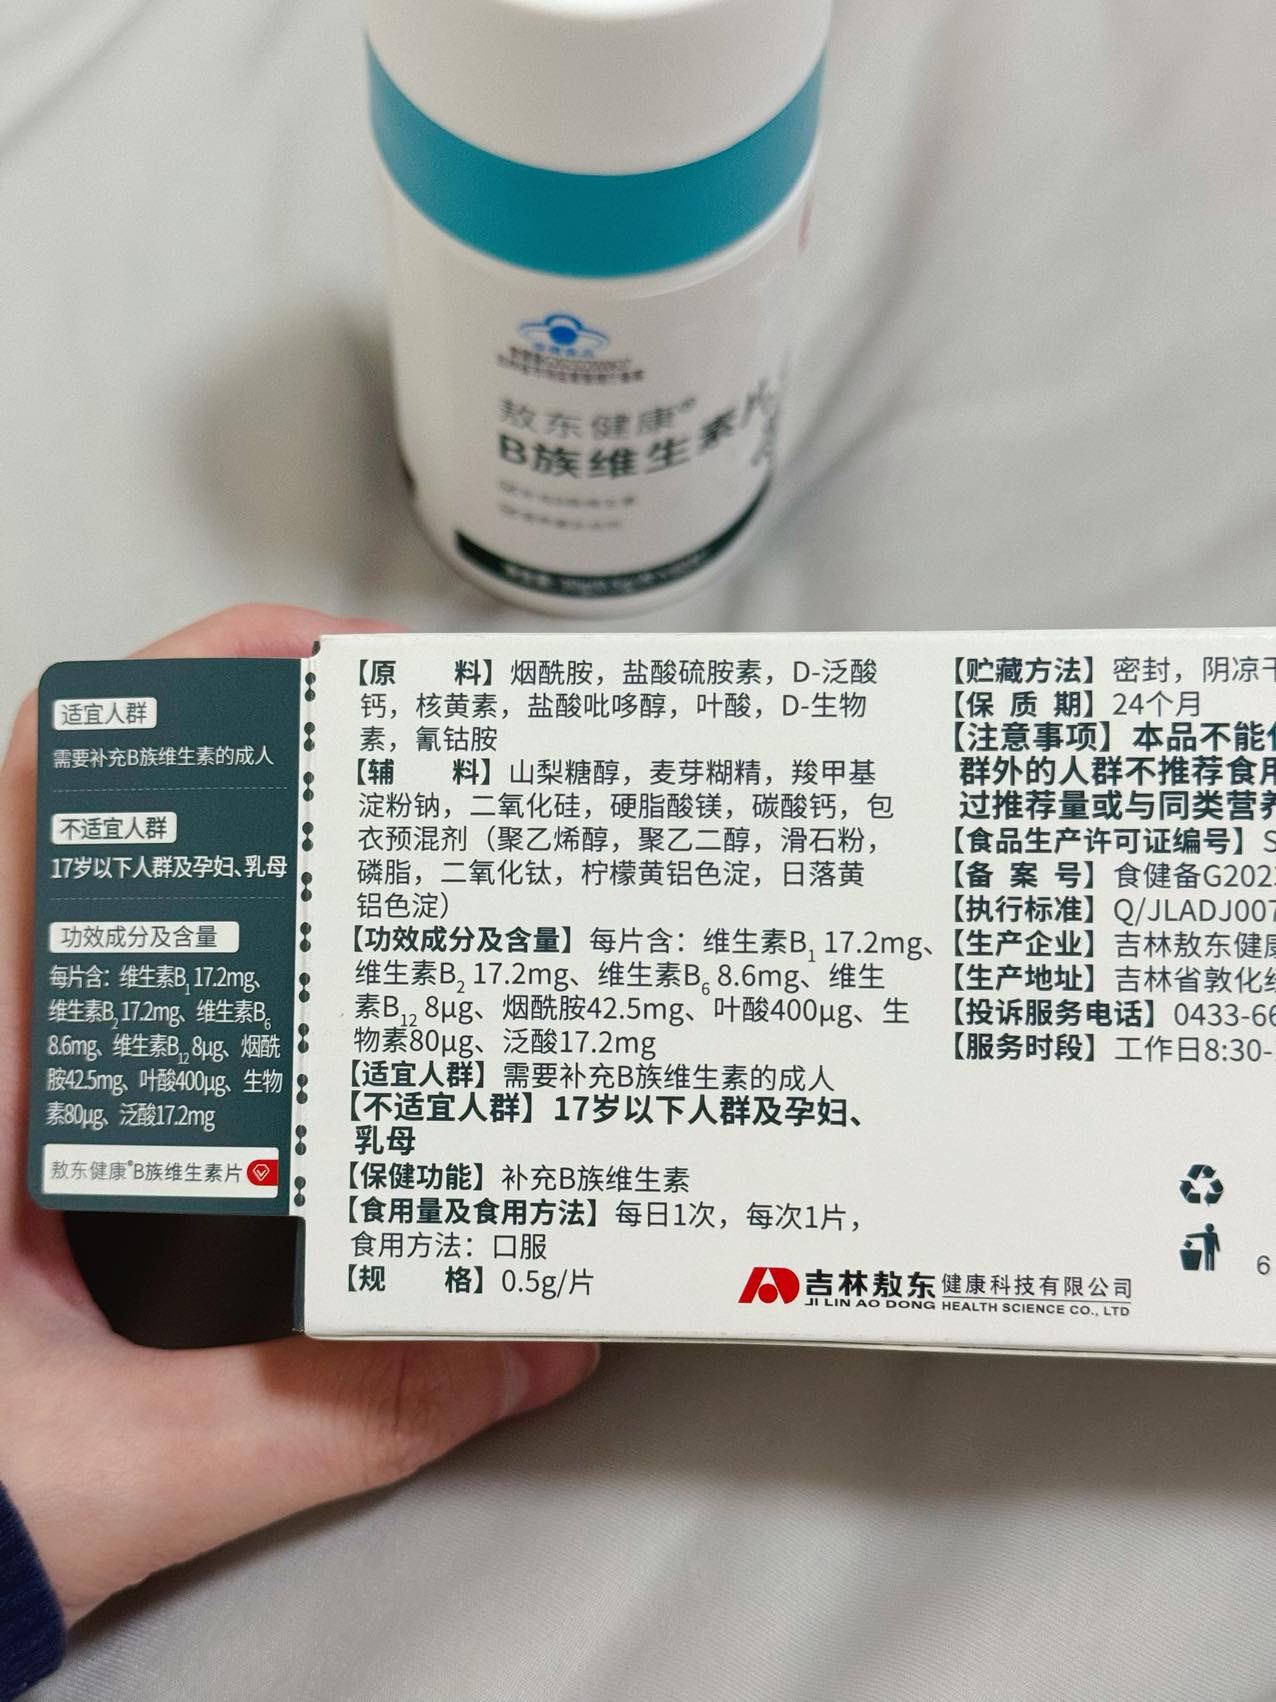 敖东健康®
B族维生素片
适宜人群
需要补充B族维生素的成人
不适宜人群
17岁以下人群及孕妇、乳母
功效成分及含量
每片含：维生素B₁ 17.2mg、
维生素B₂ 17.2mg、维生素B₆
8.6mg、维生素B₁₂ 8μg、烟酰
胺42.5mg、叶酸400μg、生物
素80μg、泛酸17.2mg
敖东健康®B族维生素片
【原 料】烟酰胺，盐酸硫胺素，D-泛酸
钙，核黄素，盐酸吡哆醇，叶酸，D-生物
素，氰钴胺
【辅 料】山梨糖醇，麦芽糊精，羧甲基
淀粉钠，二氧化硅，硬脂酸镁，碳酸钙，包
衣预混剂（聚乙烯醇，聚乙二醇，滑石粉，
磷脂，二氧化钛，柠檬黄铝色淀，日落黄
铝色淀）
【功效成分及含量】每片含：维生素B₁ 17.2mg、
维生素B₂ 17.2mg、维生素B₆ 8.6mg、维生
素B₁₂ 8μg、烟酰胺42.5mg、叶酸400μg、生
物素80μg、泛酸17.2mg
【适宜人群】需要补充B族维生素的成人
【不适宜人群】17岁以下人群及孕妇、
乳母
【保健功能】补充B族维生素
【食用量及食用方法】每日1次，每次1片，
食用方法：口服
【规 格】0.5g/片
【贮藏方法】密封，阴凉干
【保 质 期】24个月
【注意事项】本品不能
群外的人群不推荐食用
过推荐量或与同类营养
【食品生产许可证编号】S
【备 案 号】食健备G202
【执行标准】Q/JLADJ007
【生产企业】吉林敖东健康
【生产地址】吉林省敦化
【投诉服务电话】0433-66
【服务时段】工作日8:30-
6
吉林敖东 健康科技有限公司
JI LIN AO DONG HEALTH SCIENCE CO., LTD